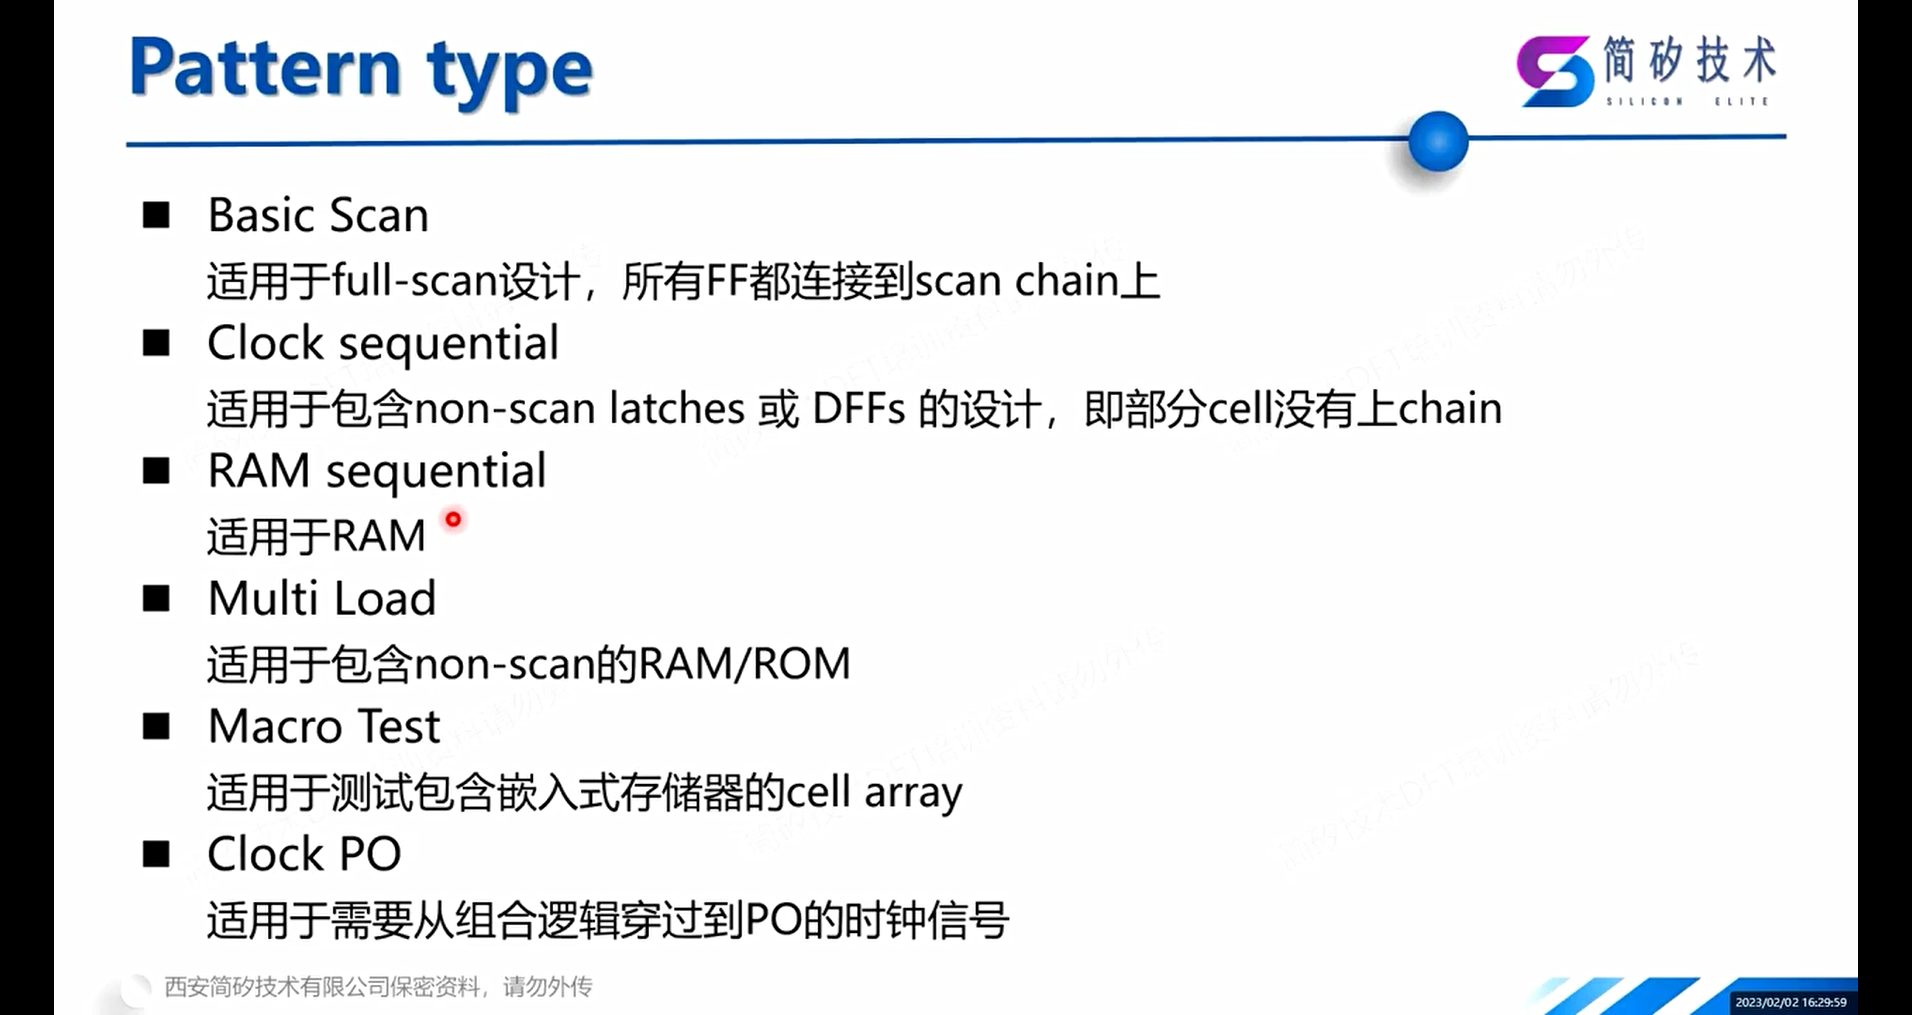 Pattern type
简矽技术
SILICON ELITE
Basic Scan
适用于full-scan设计，所有FF都连接到scan chain上
Clock sequential
适用于包含non-scan latches 或 DFFs 的设计，即部分cell没有上chain
RAM sequential
适用于RAM
Multi Load
适用于包含non-scan的RAM/ROM
Macro Test
适用于测试包含嵌入式存储器的cell array
Clock PO
适用于需要从组合逻辑穿过到PO的时钟信号
西安简矽技术有限公司保密资料，请勿外传
2023/02/02 16:29:59